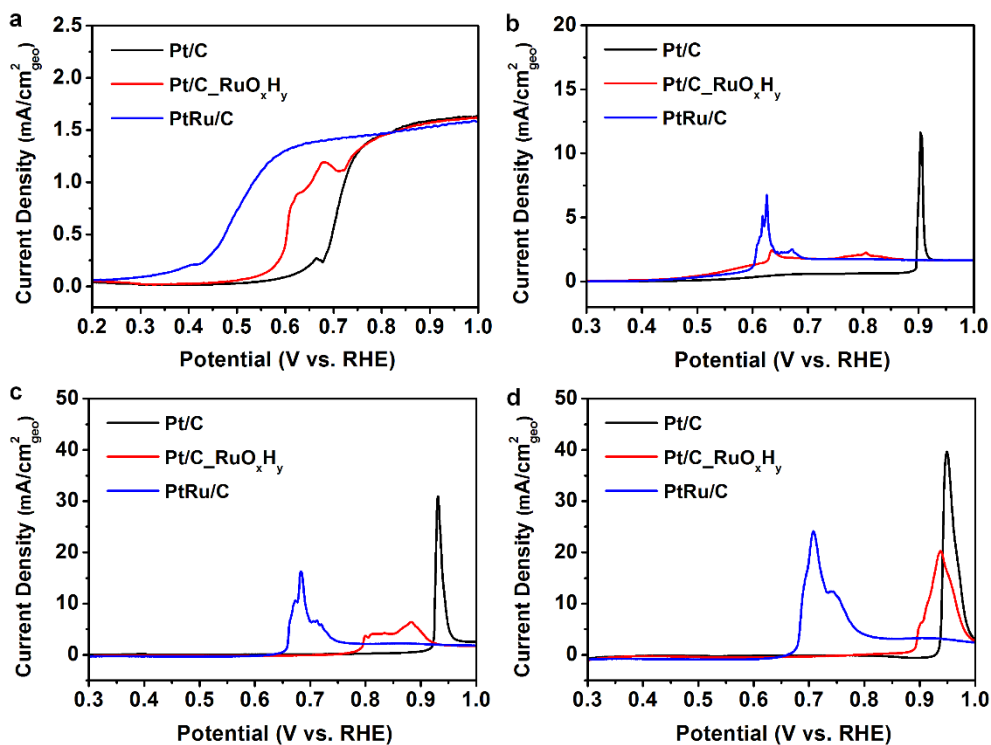 a
2.5
2.0
1.5
1.0
0.5
0.0
Current Density (mA/cm²geo)
Pt/C
Pt/C_RuOxHy
PtRu/C
0.2 0.3 0.4 0.5 0.6 0.7 0.8 0.9 1.0
Potential (V vs. RHE)
b
20
15
10
5
0
Current Density (mA/cm²geo)
Pt/C
Pt/C_RuOxHy
PtRu/C
0.3 0.4 0.5 0.6 0.7 0.8 0.9 1.0
Potential (V vs. RHE)
c
50
40
30
20
10
0
Current Density (mA/cm²geo)
Pt/C
Pt/C_RuOxHy
PtRu/C
0.3 0.4 0.5 0.6 0.7 0.8 0.9 1.0
Potential (V vs. RHE)
d
50
40
30
20
10
0
Current Density (mA/cm²geo)
Pt/C
Pt/C_RuOxHy
PtRu/C
0.3 0.4 0.5 0.6 0.7 0.8 0.9 1.0
Potential (V vs. RHE)